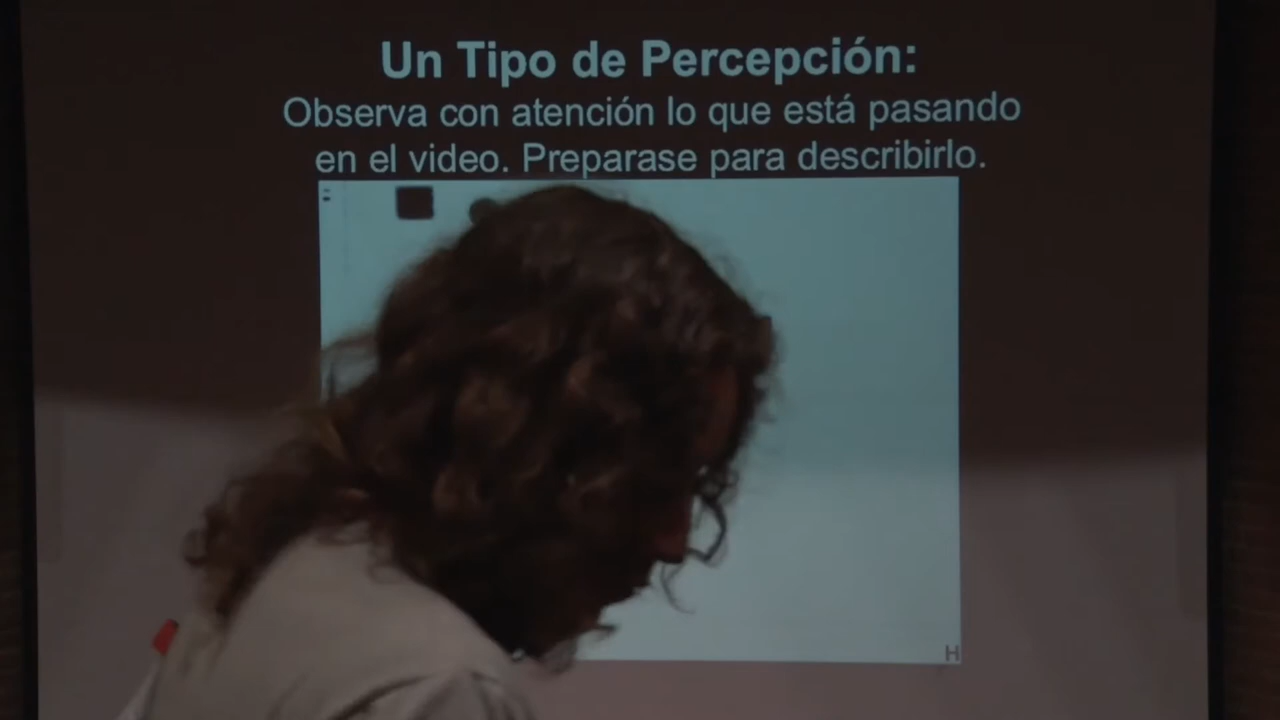 Un Tipo de Percepción:
Observa con atención lo que está pasando
en el video. Preparase para describirlo.
H